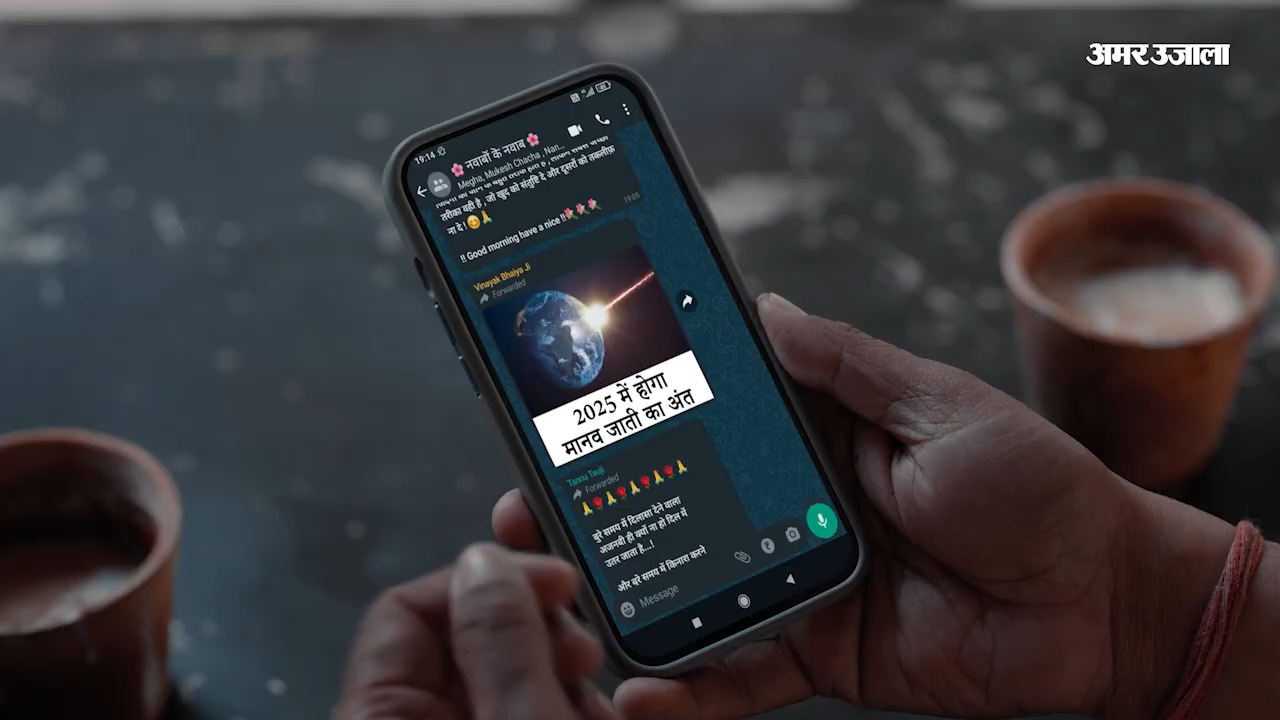 अमर उजाला
19:14
🌸 नवाबों के नवाब 🌸
Megha, Mukesh Chacha , Nan...
तरीका वही है , जो खुद को संतुष्टि दे और दूसरों को तकलीफ़
ना दे ! 😊🙏
19:05
!! Good morning have a nice !!💐💐💐
Vinayak Bhaiya Ji
Forwarded
2025 में होगा
मानव जाती का अंत
Tannu Tauji
Forwarded
🙏🌹🙏🌹🙏🌹🙏🌹🙏
बुरे समय में दिलासा देने वाला
अजनबी ही क्यों ना हो दिल में
उतर जाता है...!
और बुरे समय में किनारा करने
Message